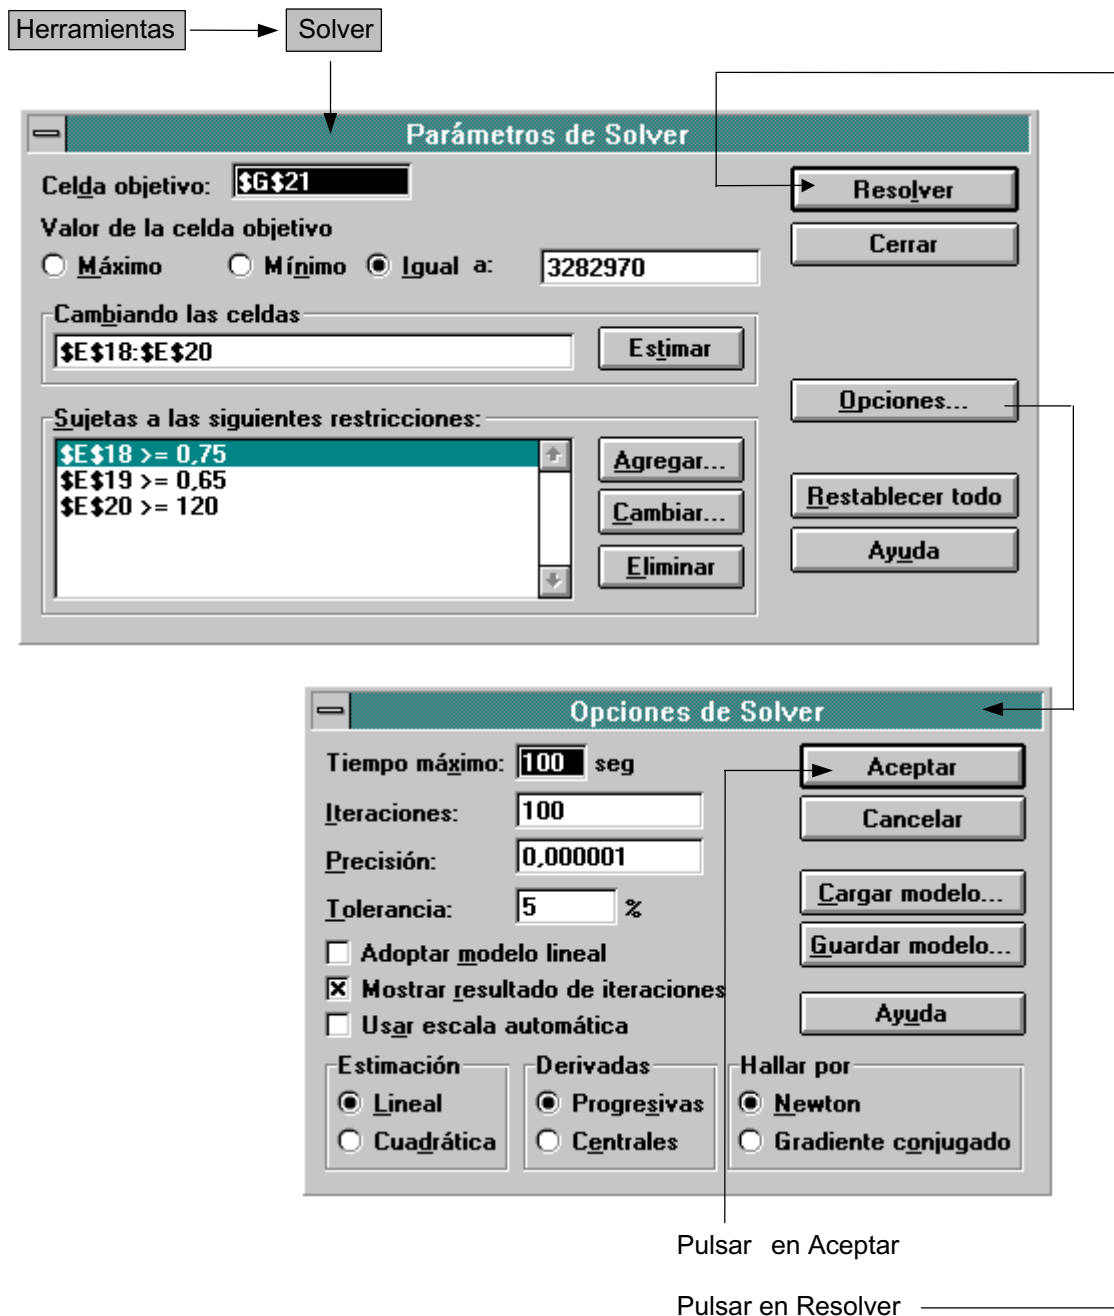 Herramientas Solver
Parámetros de Solver
Celda objetivo: $G$21
Valor de la celda objetivo
Máximo Mínimo Igual a: 3282970
Cambiando las celdas
$E$18:$E$20 Estimar
Sujetas a las siguientes restricciones:
$E$18 >= 0,75
$E$19 >= 0,65
$E$20 >= 120
Agregar...
Cambiar...
Eliminar
Resolver
Cerrar
Opciones...
Restablecer todo
Ayuda
Opciones de Solver
Tiempo máximo: 100 seg
Iteraciones: 100
Precisión: 0,000001
Tolerancia: 5 %
Adoptar modelo lineal
Mostrar resultado de iteraciones
Usar escala automática
Aceptar
Cancelar
Cargar modelo...
Guardar modelo...
Ayuda
Estimación
Lineal
Cuadrática
Derivadas
Progresivas
Centrales
Hallar por
Newton
Gradiente conjugado
Pulsar en Aceptar
Pulsar en Resolver